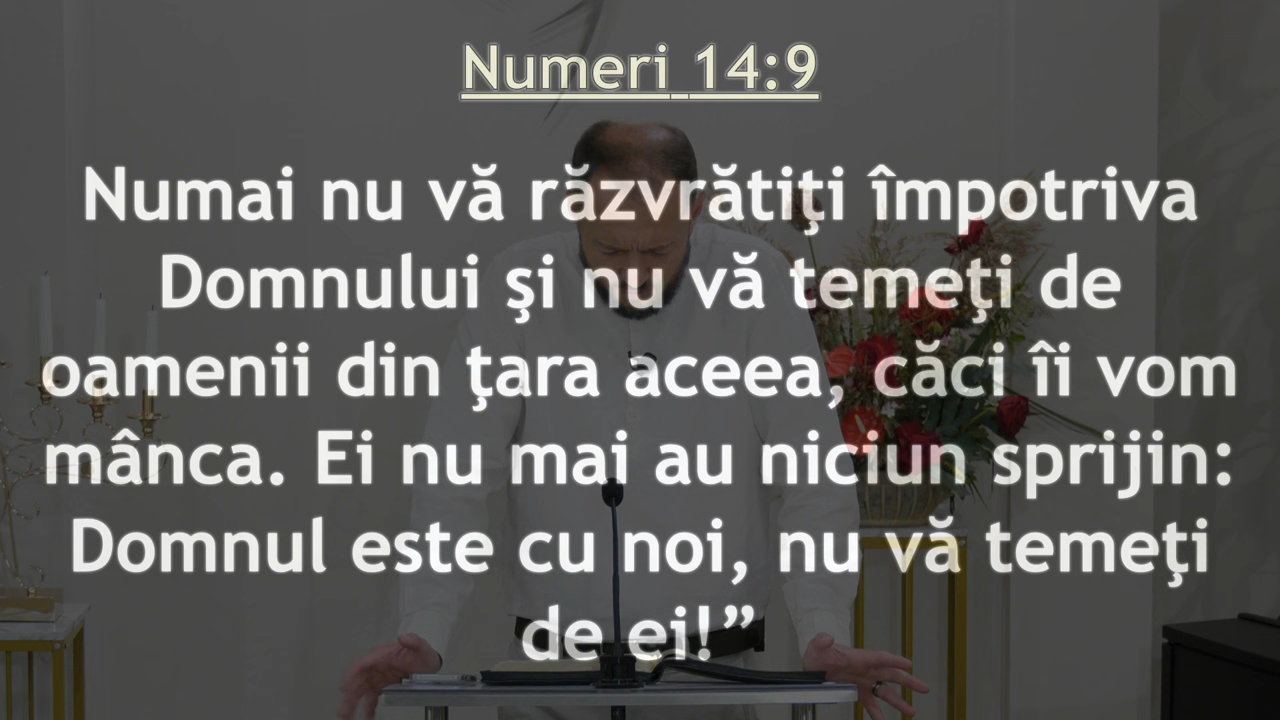 Numeri 14:9
Numai nu vă răzvrătiţi împotriva
Domnului şi nu vă temeţi de
oamenii din ţara aceea, căci îi vom
mânca. Ei nu mai au niciun sprijin:
Domnul este cu noi, nu vă temeţi
de ei!”